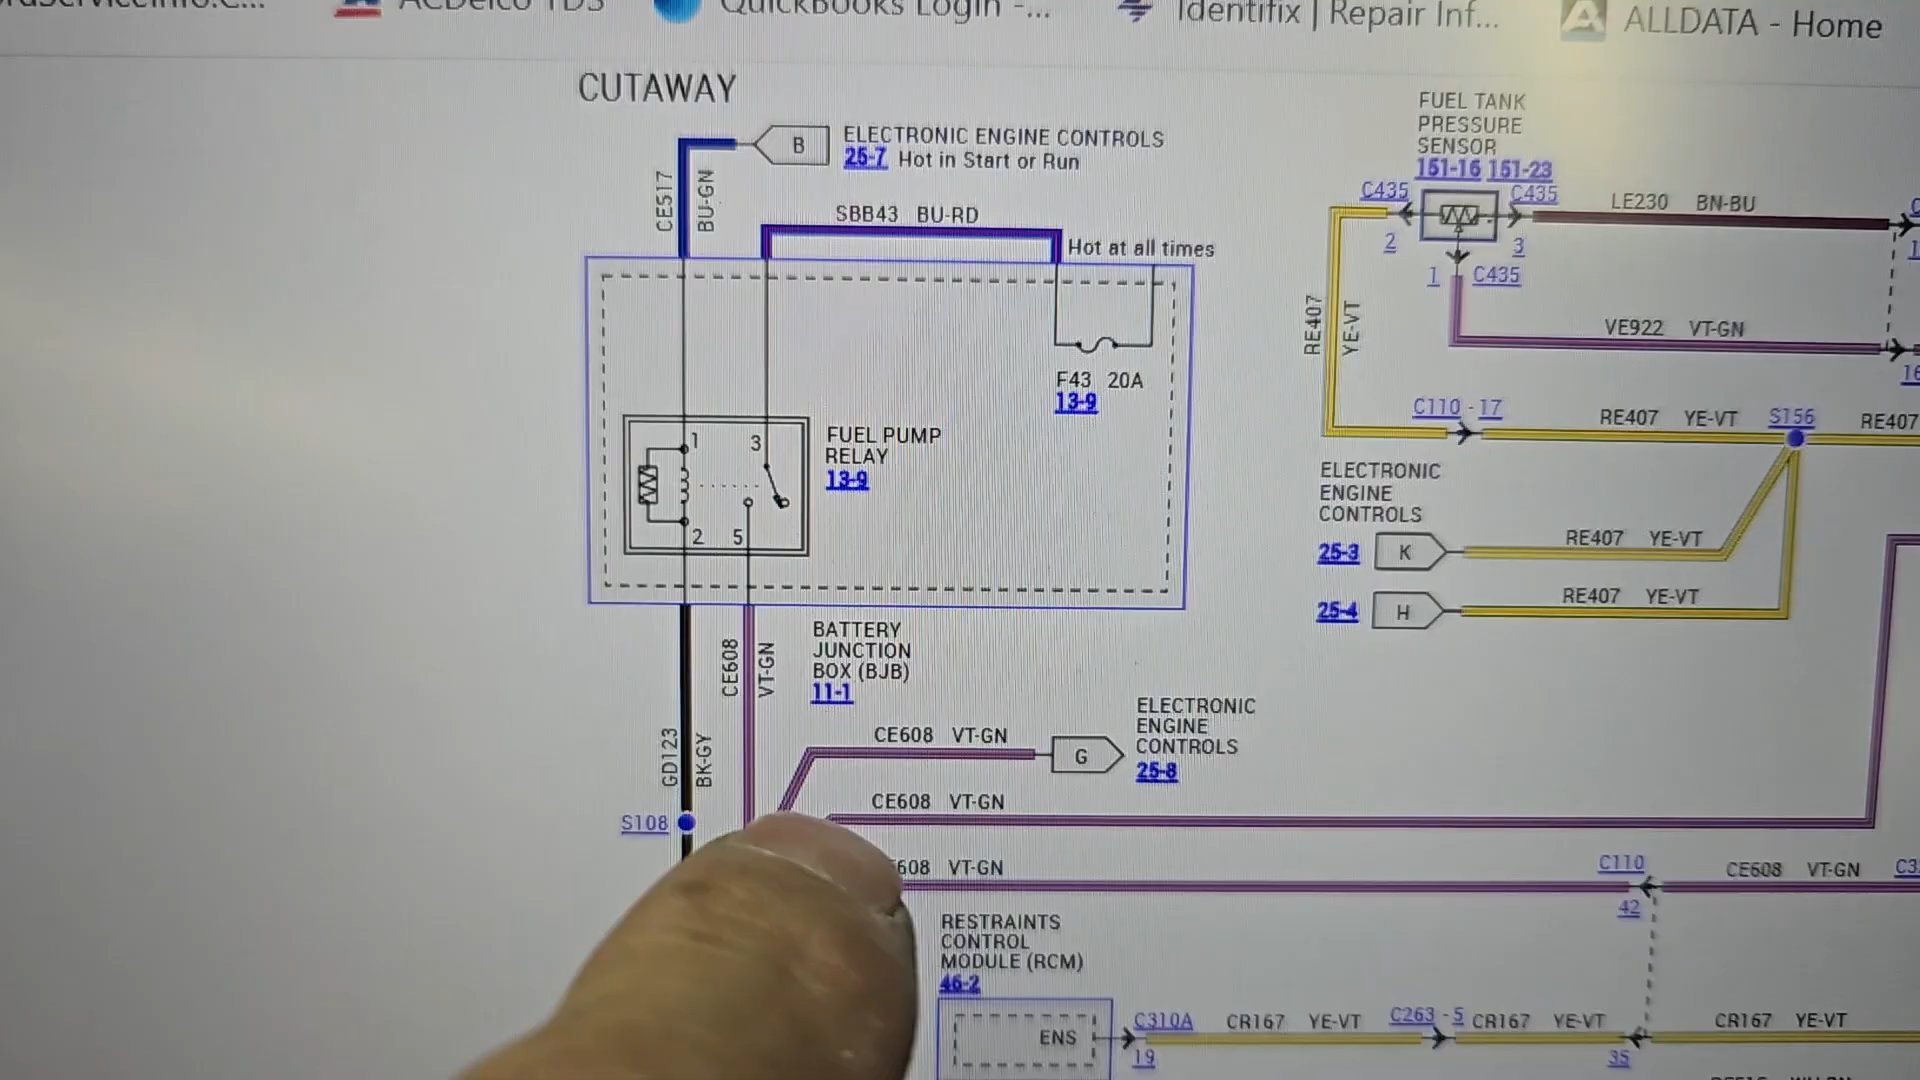 ACDelco TDS
QuickBooks Login -...
Identifix | Repair Inf...
ALLDATA - Home
CUTAWAY
B
ELECTRONIC ENGINE CONTROLS
25-7 Hot in Start or Run
CE517
BU-GN
SBB43 BU-RD
Hot at all times
F43 20A
13-9
1
3
2
5
FUEL PUMP
RELAY
13-9
BATTERY
JUNCTION
BOX (BJB)
11-1
CE608
VT-GN
GD123
BK-GY
S108
CE608 VT-GN
G
ELECTRONIC
ENGINE
CONTROLS
25-8
CE608 VT-GN
608 VT-GN
C110
42
CE608 VT-GN
C3
RESTRAINTS
CONTROL
MODULE (RCM)
46-2
ENS
C310A
19
CR167 YE-VT
C263 - 5
CR167 YE-VT
35
CR167 YE-VT
FUEL TANK
PRESSURE
SENSOR
151-16 151-23
C435
C435
2
3
1
C435
LE230 BN-BU
VE922 VT-GN
16
RE407
YE-VT
C110 - 17
RE407 YE-VT
S156
RE407
ELECTRONIC
ENGINE
CONTROLS
25-3
K
RE407 YE-VT
25-4
H
RE407 YE-VT